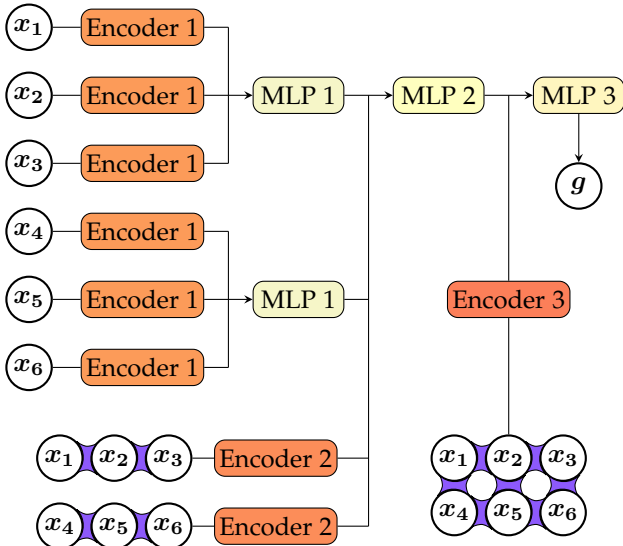 x1 Encoder 1
x2 Encoder 1 MLP 1 MLP 2 MLP 3
x3 Encoder 1
g
x4 Encoder 1
x5 Encoder 1 MLP 1 Encoder 3
x6 Encoder 1
x1 x2 x3 Encoder 2 x1 x2 x3
x4 x5 x6 Encoder 2 x4 x5 x6